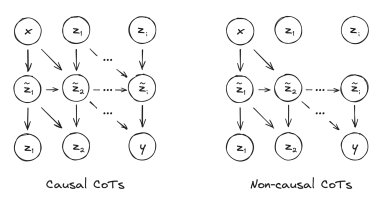 x z₁ zᵢ x z₁ zᵢ
... ...
z̃₁ z̃₂ ... z̃ᵢ z̃₁ z̃₂ ... z̃ᵢ
... ...
z₁ z₂ y z₁ z₂ y
Causal CoTs Non-causal CoTs